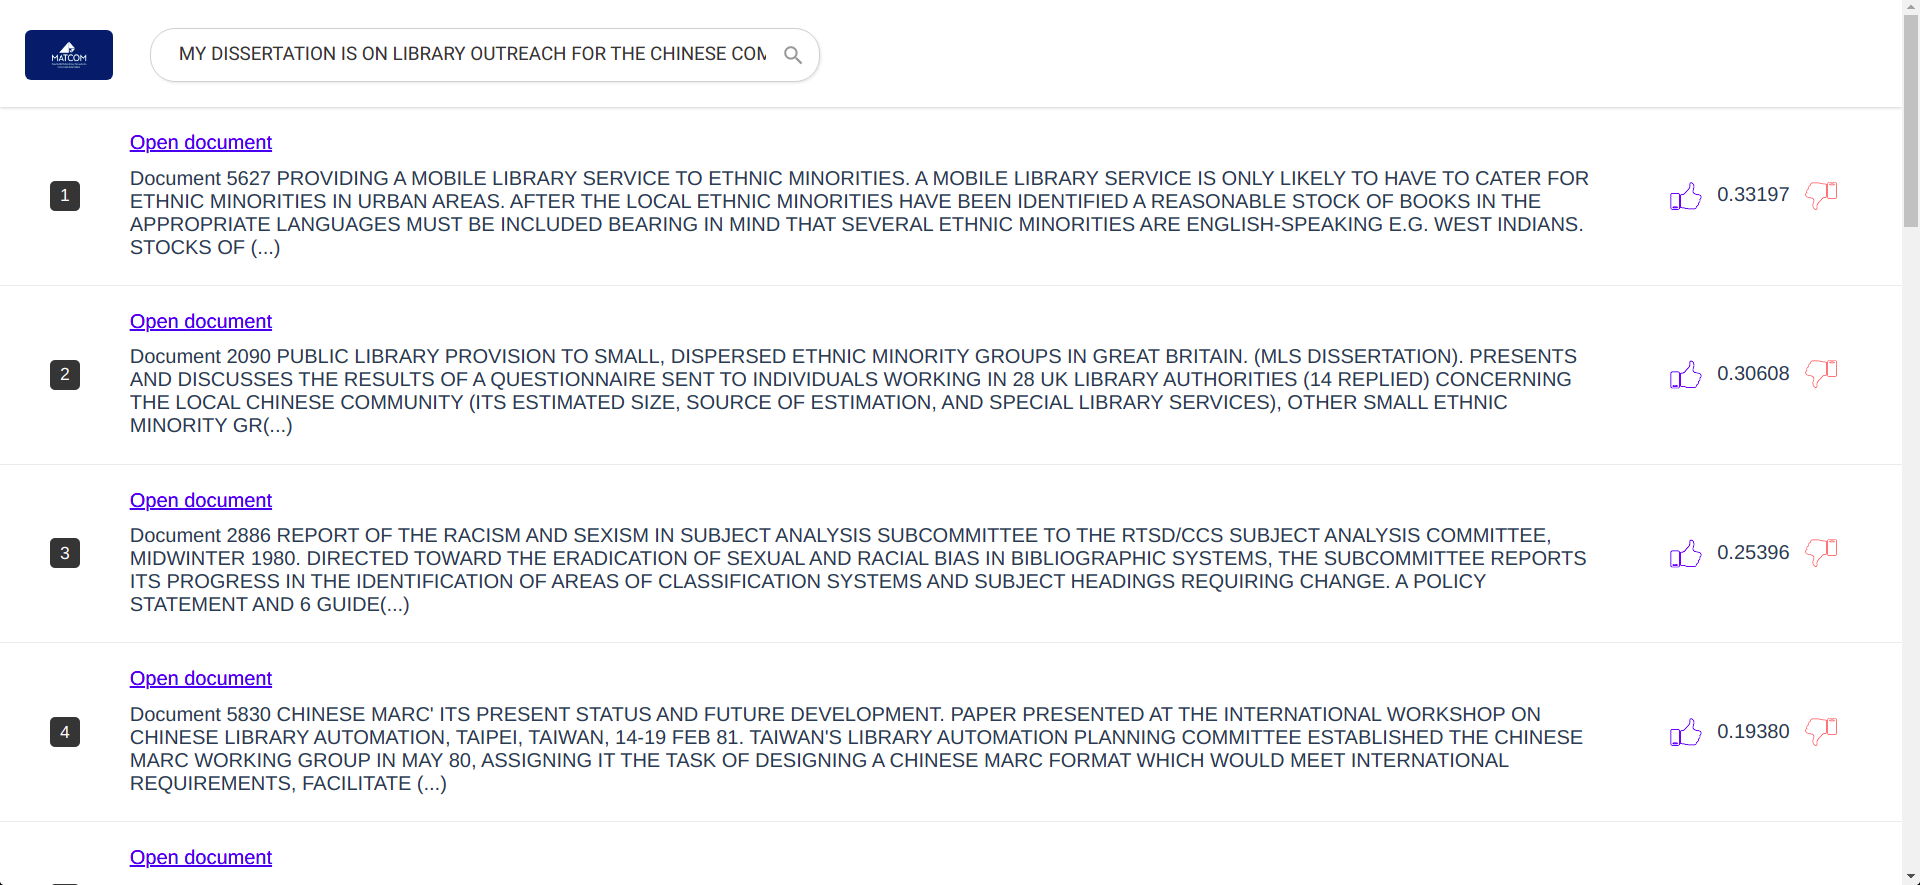 MATCOM
MY DISSERTATION IS ON LIBRARY OUTREACH FOR THE CHINESE COM
Open document
1
Document 5627 PROVIDING A MOBILE LIBRARY SERVICE TO ETHNIC MINORITIES. A MOBILE LIBRARY SERVICE IS ONLY LIKELY TO HAVE TO CATER FOR
ETHNIC MINORITIES IN URBAN AREAS. AFTER THE LOCAL ETHNIC MINORITIES HAVE BEEN IDENTIFIED A REASONABLE STOCK OF BOOKS IN THE
APPROPRIATE LANGUAGES MUST BE INCLUDED BEARING IN MIND THAT SEVERAL ETHNIC MINORITIES ARE ENGLISH-SPEAKING E.G. WEST INDIANS.
STOCKS OF (...)
0.33197
Open document
2
Document 2090 PUBLIC LIBRARY PROVISION TO SMALL, DISPERSED ETHNIC MINORITY GROUPS IN GREAT BRITAIN. (MLS DISSERTATION). PRESENTS
AND DISCUSSES THE RESULTS OF A QUESTIONNAIRE SENT TO INDIVIDUALS WORKING IN 28 UK LIBRARY AUTHORITIES (14 REPLIED) CONCERNING
THE LOCAL CHINESE COMMUNITY (ITS ESTIMATED SIZE, SOURCE OF ESTIMATION, AND SPECIAL LIBRARY SERVICES), OTHER SMALL ETHNIC
MINORITY GR(...)
0.30608
Open document
3
Document 2886 REPORT OF THE RACISM AND SEXISM IN SUBJECT ANALYSIS SUBCOMMITTEE TO THE RTSD/CCS SUBJECT ANALYSIS COMMITTEE,
MIDWINTER 1980. DIRECTED TOWARD THE ERADICATION OF SEXUAL AND RACIAL BIAS IN BIBLIOGRAPHIC SYSTEMS, THE SUBCOMMITTEE REPORTS
ITS PROGRESS IN THE IDENTIFICATION OF AREAS OF CLASSIFICATION SYSTEMS AND SUBJECT HEADINGS REQUIRING CHANGE. A POLICY
STATEMENT AND 6 GUIDE(...)
0.25396
Open document
4
Document 5830 CHINESE MARC' ITS PRESENT STATUS AND FUTURE DEVELOPMENT. PAPER PRESENTED AT THE INTERNATIONAL WORKSHOP ON
CHINESE LIBRARY AUTOMATION, TAIPEI, TAIWAN, 14-19 FEB 81. TAIWAN'S LIBRARY AUTOMATION PLANNING COMMITTEE ESTABLISHED THE CHINESE
MARC WORKING GROUP IN MAY 80, ASSIGNING IT THE TASK OF DESIGNING A CHINESE MARC FORMAT WHICH WOULD MEET INTERNATIONAL
REQUIREMENTS, FACILITATE (...)
0.19380
Open document